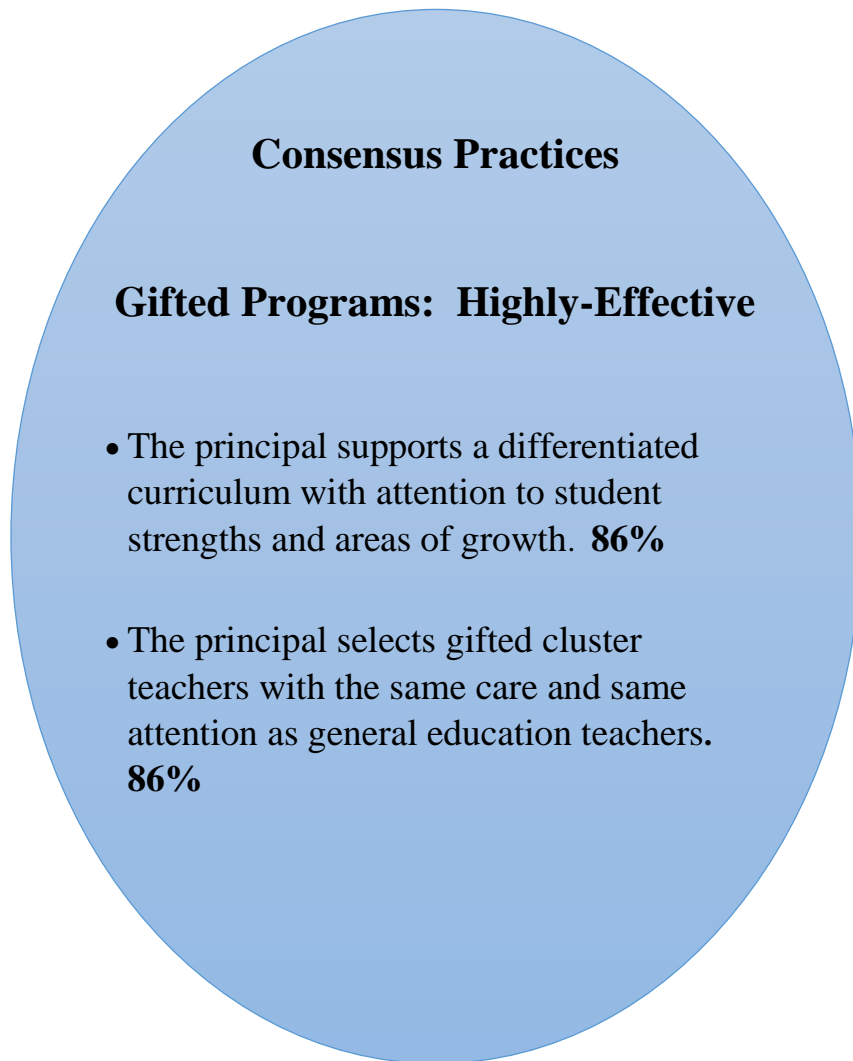 Consensus Practices
Gifted Programs:  Highly-Effective
• The principal supports a differentiated
curriculum with attention to student
strengths and areas of growth.  86%
• The principal selects gifted cluster
teachers with the same care and same
attention as general education teachers.
86%